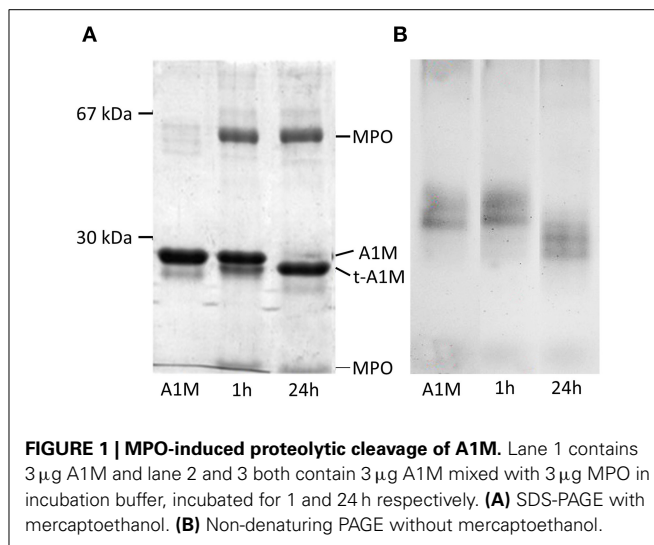 A
B
67 kDa
MPO
30 kDa
A1M
t-A1M
MPO
A1M 1h 24h
A1M 1h 24h
FIGURE 1 | MPO-induced proteolytic cleavage of A1M. Lane 1 contains
3 μg A1M and lane 2 and 3 both contain 3 μg A1M mixed with 3 μg MPO in
incubation buffer, incubated for 1 and 24 h respectively. (A) SDS-PAGE with
mercaptoethanol. (B) Non-denaturing PAGE without mercaptoethanol.